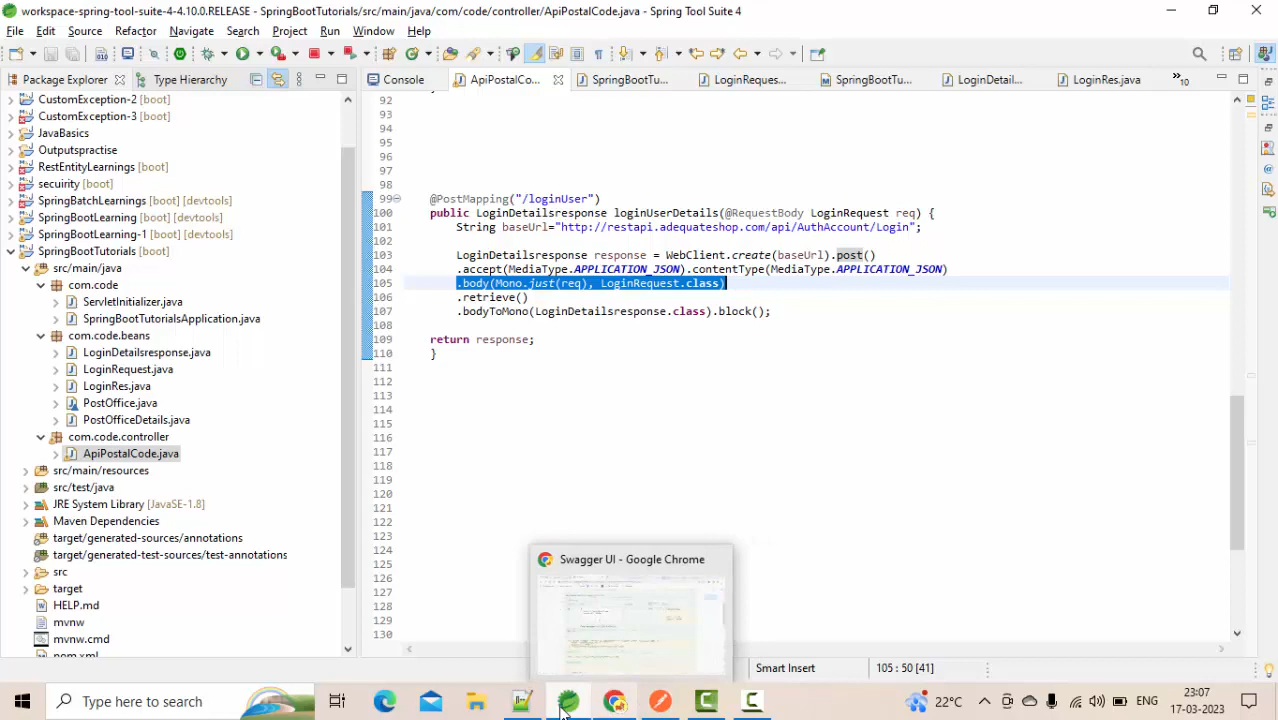 workspace-spring-tool-suite-4-4.10.0.RELEASE - SpringBootTutorials/src/main/java/com/code/controller/ApiPostalCode.java - Spring Tool Suite 4
File Edit Source Refactor Navigate Search Project Run Window Help
Package Explorer Type Hierarchy
Console ApiPostalCo... SpringBootTu... LoginReques... SpringBootTu... LoginDetail... LoginRes.java 10
CustomException-2 [boot]
CustomException-3 [boot]
JavaBasics
Outputspractise
RestEntityLearnings [boot]
secuirity [boot]
SpringBatchLearnings [boot] [devtools]
SpringBootLearning [boot] [devtools]
SpringBootLearning-1 [boot] [devtools]
SpringBootTutorials [boot]
src/main/java
com.code
ServletInitializer.java
SpringBootTutorialsApplication.java
com.code.beans
LoginDetailsresponse.java
LoginRequest.java
LoginRes.java
PostOffice.java
PostOfficeDetails.java
com.code.controller
ApiPostalCode.java
src/main/resources
src/test/java
JRE System Library [JavaSE-1.8]
Maven Dependencies
target/generated-sources/annotations
target/generated-test-sources/test-annotations
src
target
HELP.md
mvnw
mvnw.cmd
pom.xml
92
93
94
95
96
97
98
99 @PostMapping("/loginUser")
100 public LoginDetailsresponse loginUserDetails(@RequestBody LoginRequest req) {
101 String baseUrl="http://restapi.adequateshop.com/api/AuthAccount/Login";
102
103 LoginDetailsresponse response = WebClient.create(baseUrl).post()
104 .accept(MediaType.APPLICATION_JSON).contentType(MediaType.APPLICATION_JSON)
105 .body(Mono.just(req), LoginRequest.class)
106 .retrieve()
107 .bodyToMono(LoginDetailsresponse.class).block();
108
109 return response;
110 }
111
112
113
114
115
116
117
118
119
120
121
122
123
124
125
126
127
128
129
130
Swagger UI - Google Chrome
Smart Insert 105 : 50 [41]
Type here to search
22°C ENG 23:07
17-03-2023